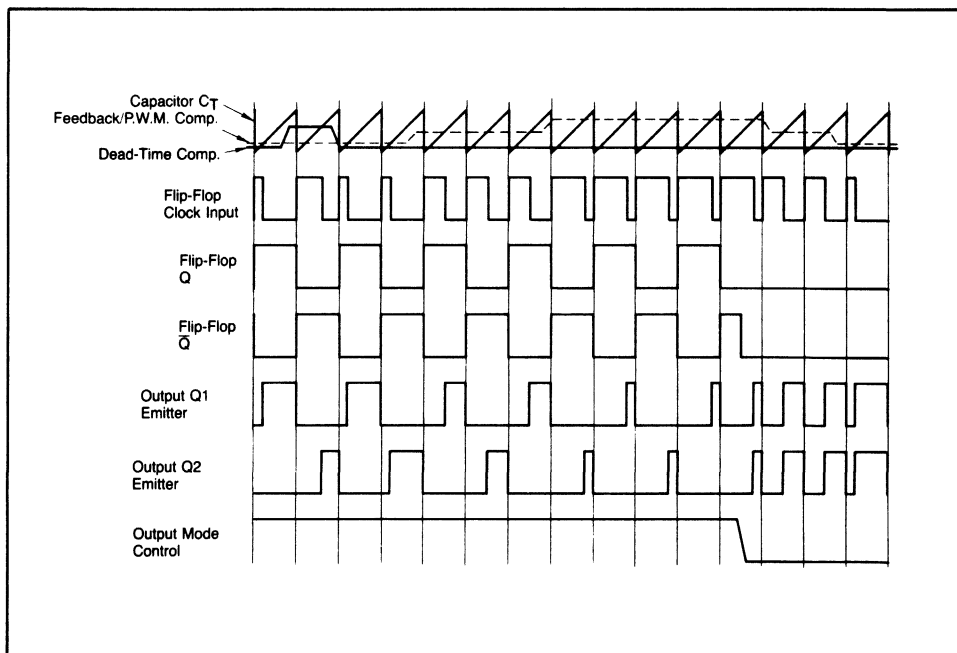 Capacitor CT
Feedback/P.W.M. Comp.
Dead-Time Comp.
Flip-Flop
Clock Input
Flip-Flop
Q
Flip-Flop
Q̅
Output Q1
Emitter
Output Q2
Emitter
Output Mode
Control